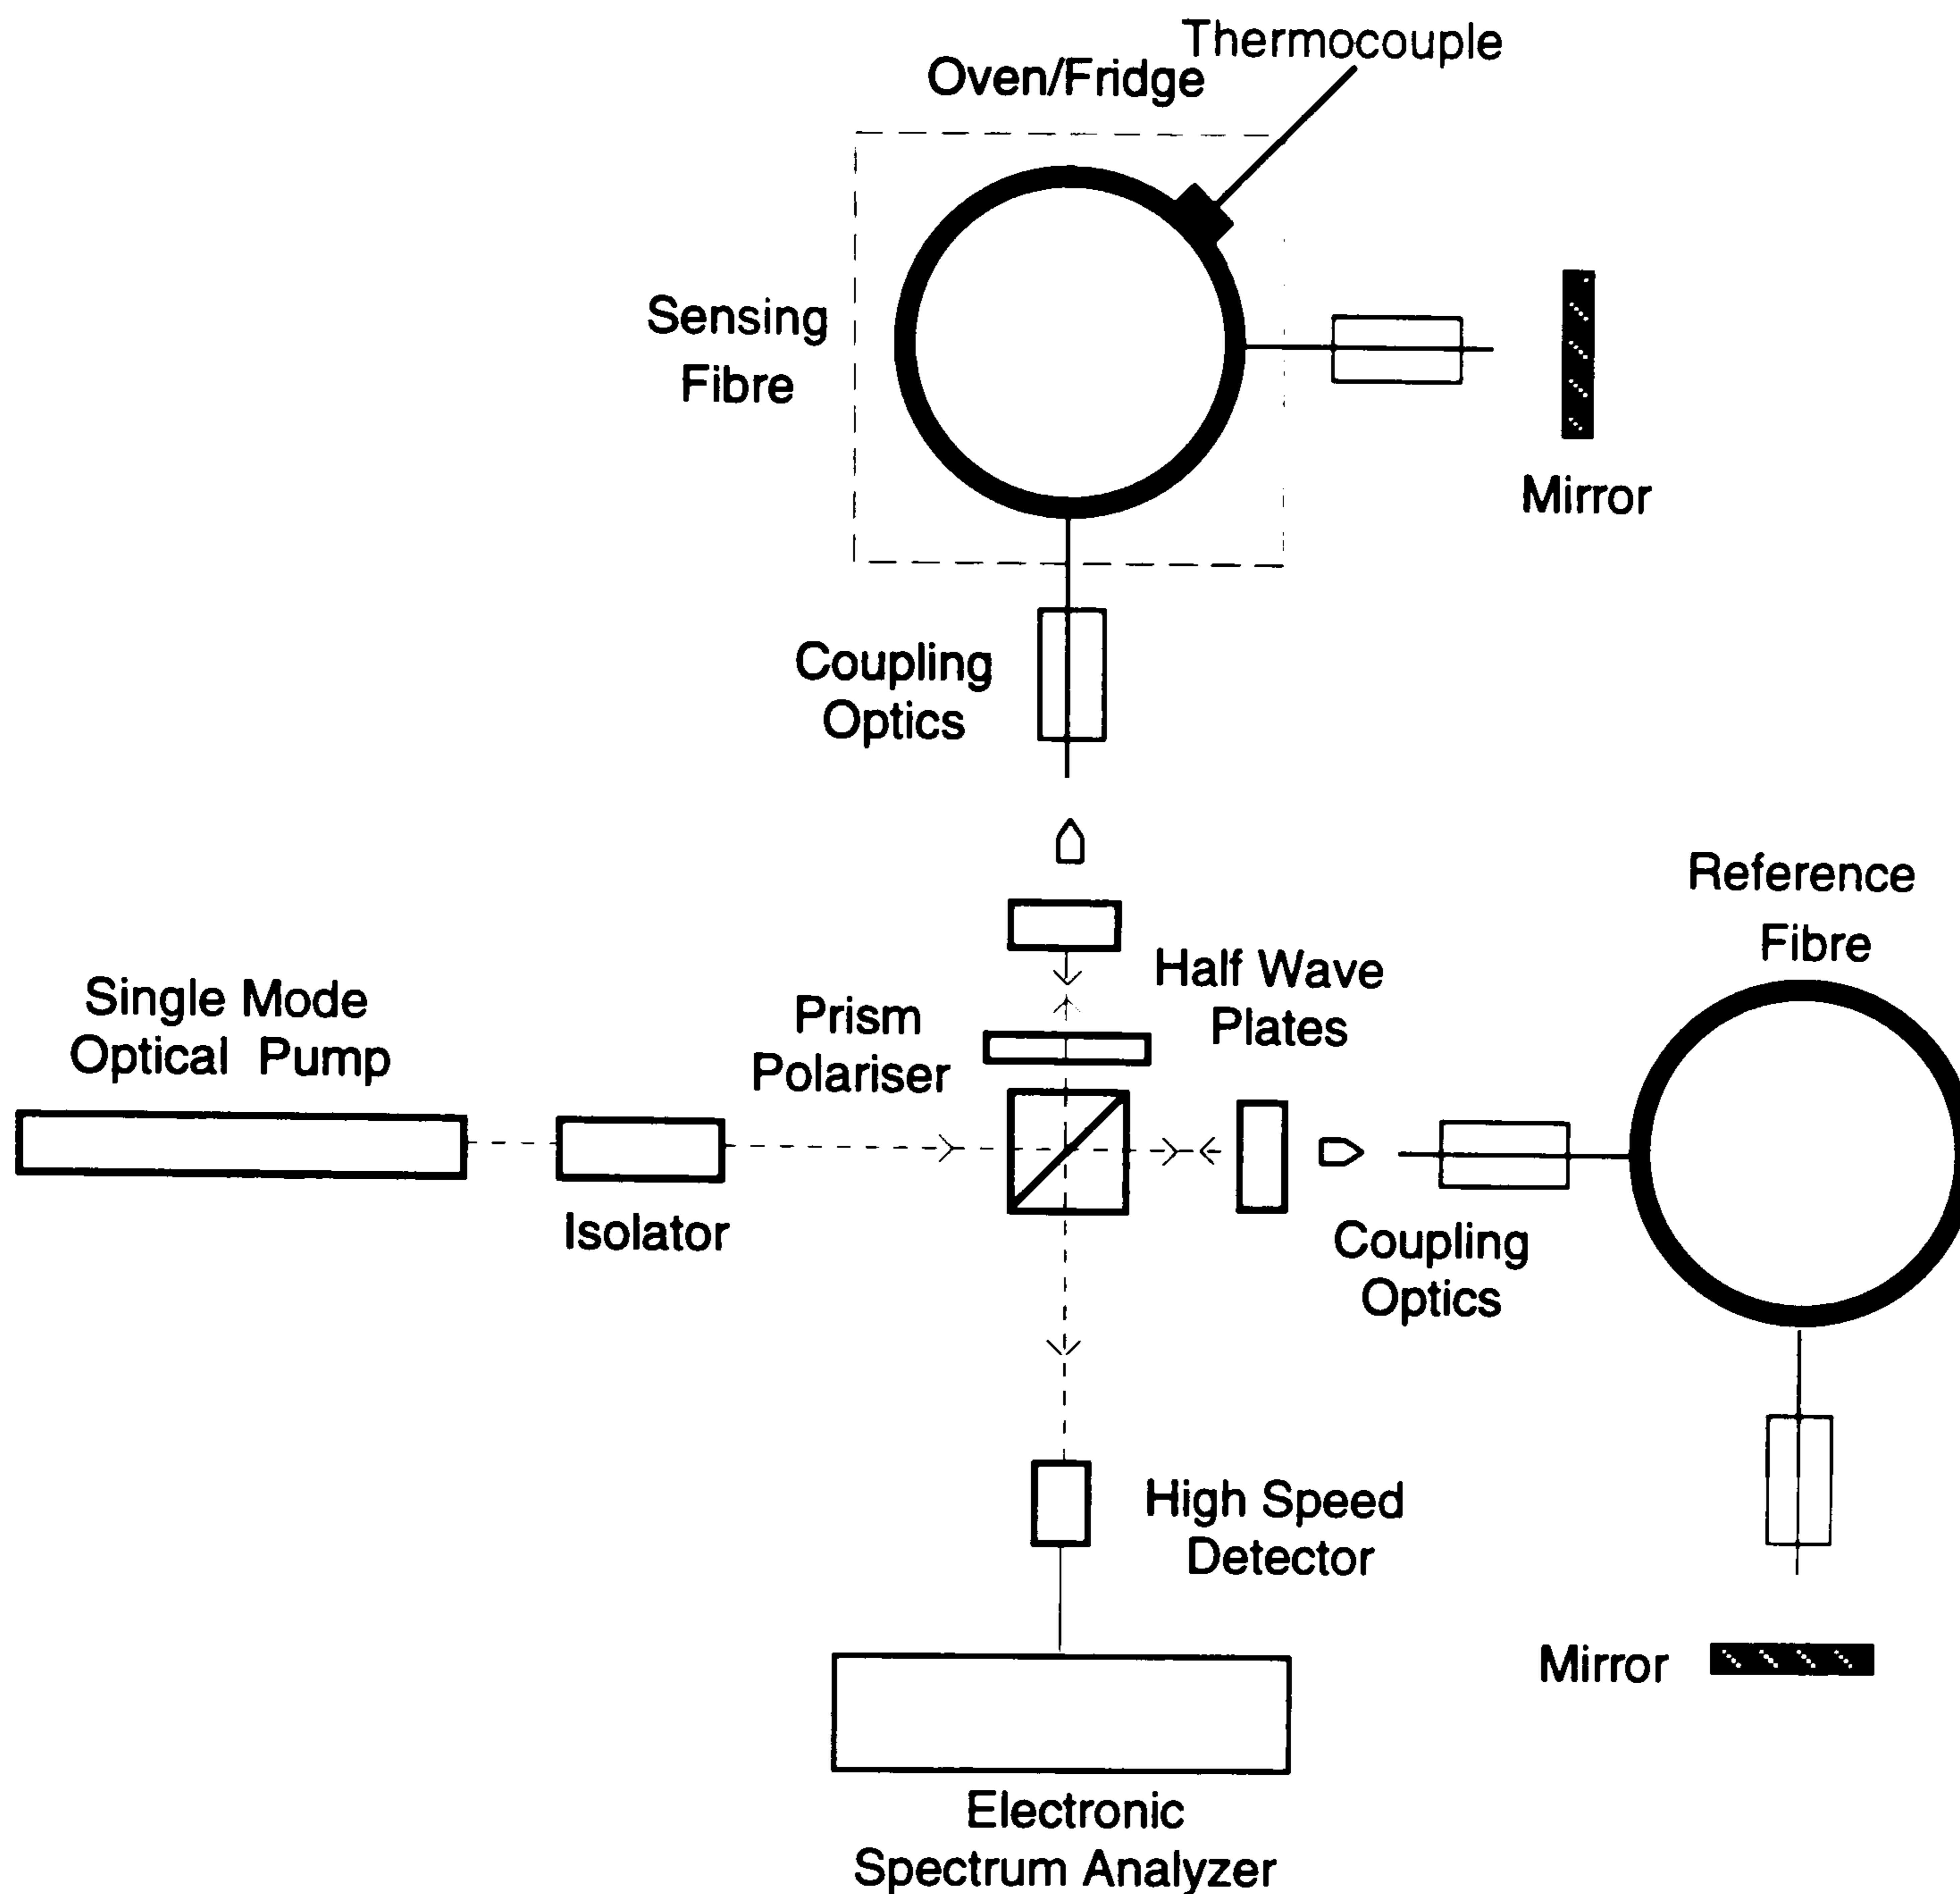 Thermocouple
Oven/Fridge
Sensing
Fibre
Mirror
Coupling
Optics
Reference
Fibre
Half Wave
Plates
Single Mode
Optical Pump
Prism
Polariser
Isolator
Coupling
Optics
High Speed
Detector
Mirror
Electronic
Spectrum Analyzer